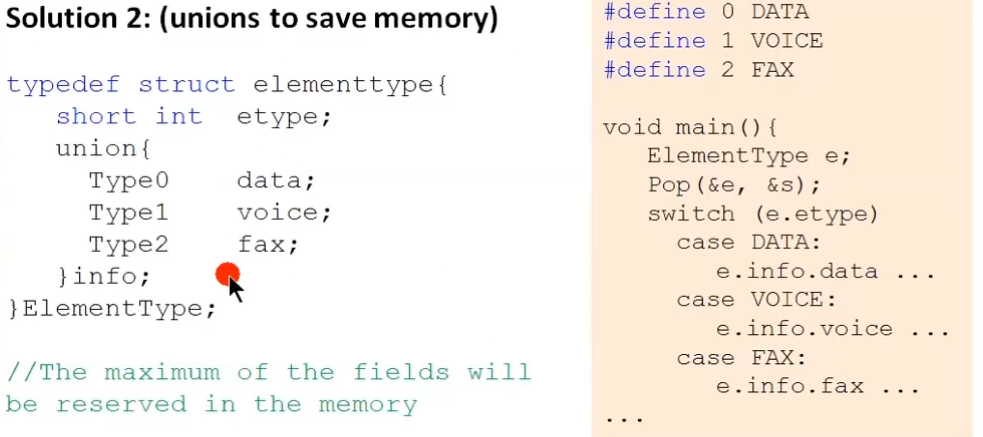 Solution 2: (unions to save memory)
typedef struct elementtype{
short int etype;
union{
Type0 data;
Type1 voice;
Type2 fax;
}info;
}ElementType;
//The maximum of the fields will
be reserved in the memory
#define 0 DATA
#define 1 VOICE
#define 2 FAX
void main(){
ElementType e;
Pop(&e, &s);
switch (e.etype)
case DATA:
e.info.data ...
case VOICE:
e.info.voice ...
case FAX:
e.info.fax ...
...